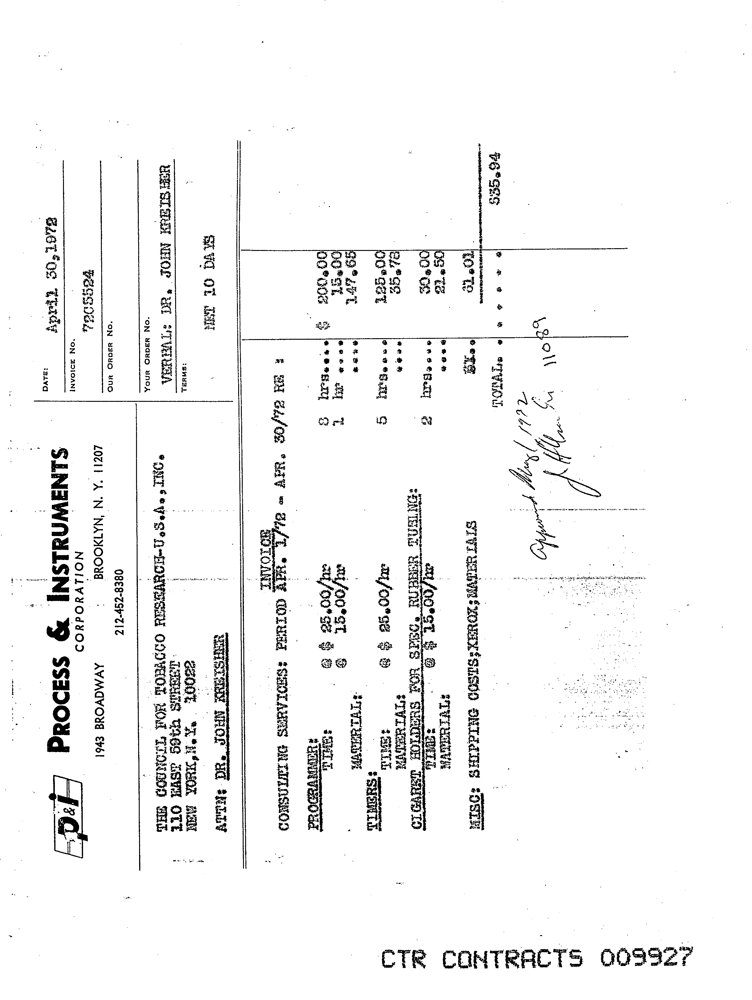 p&i PROCESS & INSTRUMENTS
CORPORATION
1943 BROADWAY BROOKLYN, N. Y. 11207
212-452-8380
DATE: April 30, 1972
INVOICE NO.
7205524
OUR ORDER NO.
YOUR ORDER NO.
VERBAL: DR. JOHN KREISHER
TERMS:
NET 10 DAYS
THE COUNCIL FOR TOBACCO RESEARCH-U.S.A., INC.
110 EAST 59th STREET
NEW YORK, N.Y. 10022
ATTN: DR. JOHN KREISHER
INVOICE
CONSULTING SERVICES: PERIOD APR. 1/72 - APR. 30/72 RE :
PROGRAMMER:
TIME: @ $ 25.00/hr 8 hrs.... $ 200.00
@ 15.00/hr 1 hr .... 15.00
MATERIAL: .... 147.65
TIMERS:
TIME: @ $ 25.00/hr 5 hrs.... 125.00
MATERIAL: .... 35.78
CIGARET HOLDERS FOR SPEC. RUBBER TUBING:
TIME: @ $ 15.00/hr 2 hrs.... 30.00
MATERIAL: .... 21.50
MISC: SHIPPING COSTS; XEROX; MATERIALS 61.01
TOTAL. . . . . . . 635.94
approved May 1 1972
11089
CTR CONTRACTS 009927